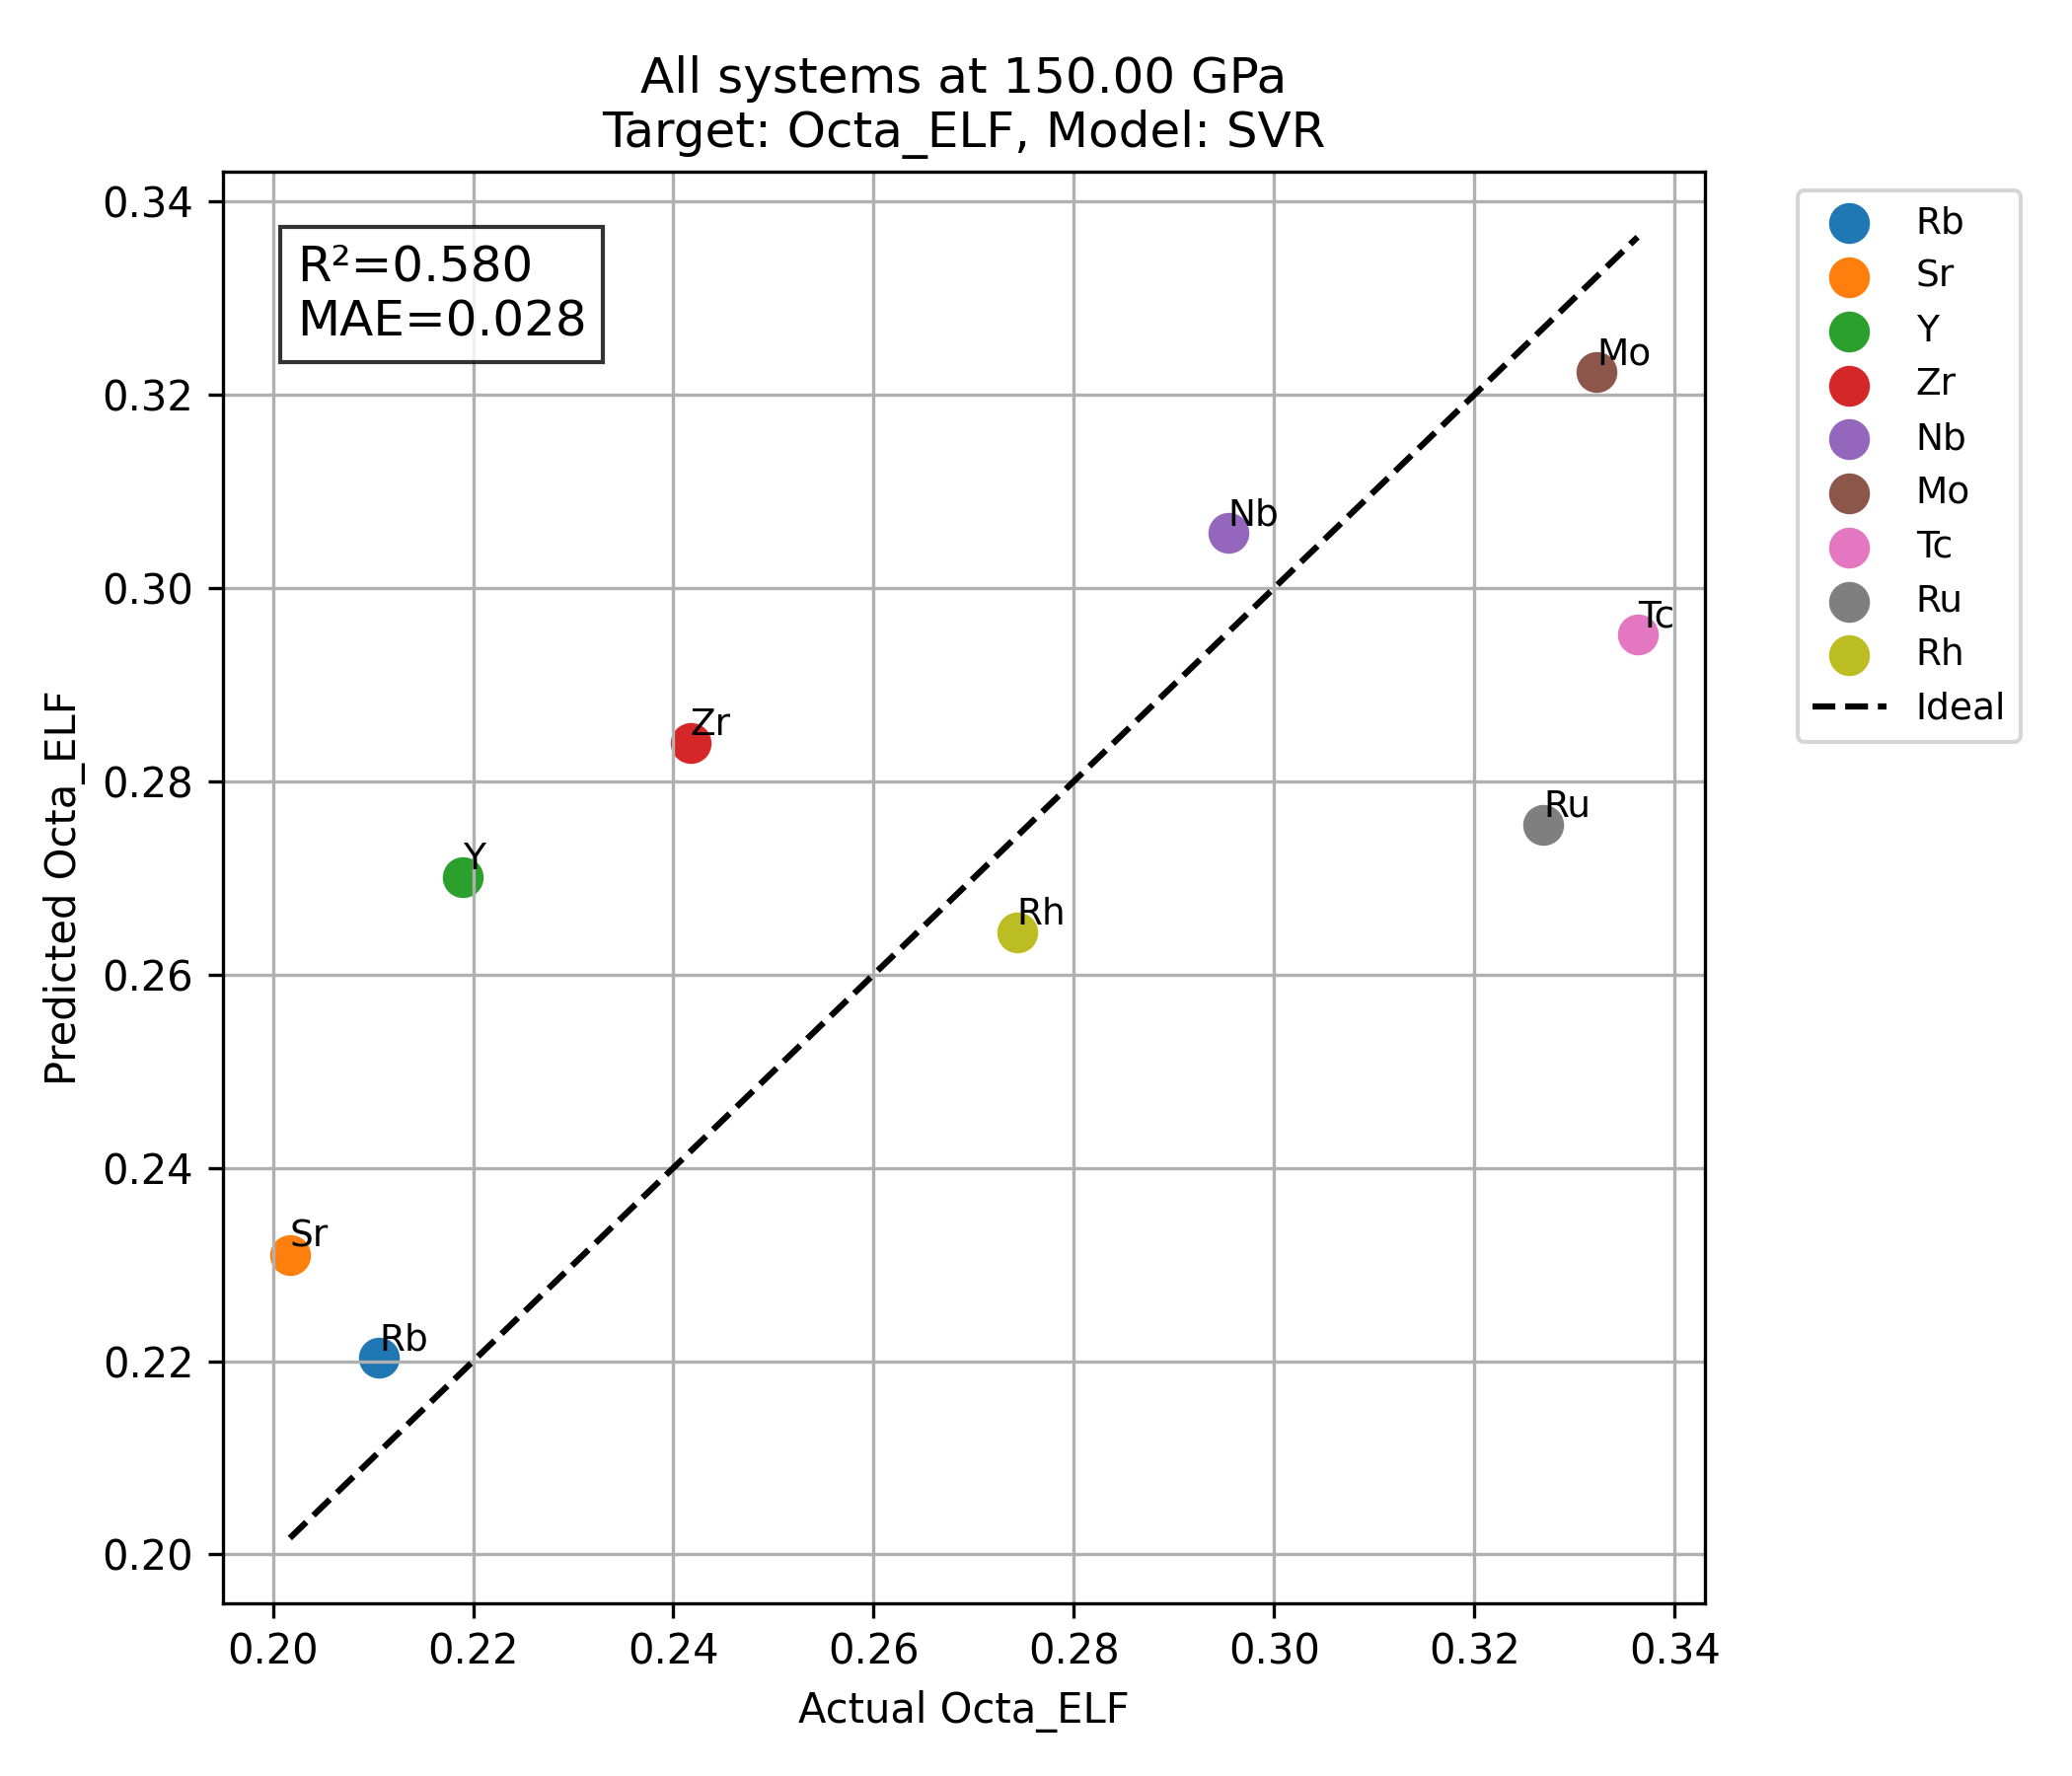 All systems at 150.00 GPa
Target: Octa_ELF, Model: SVR
R²=0.580
MAE=0.028
0.34
0.32
0.30
0.28
0.26
0.24
0.22
0.20
Predicted Octa_ELF
Mo
Nb
Tc
Zr
Ru
Y
Rh
Sr
Rb
0.20 0.22 0.24 0.26 0.28 0.30 0.32 0.34
Actual Octa_ELF
Rb
Sr
Y
Zr
Nb
Mo
Tc
Ru
Rh
Ideal